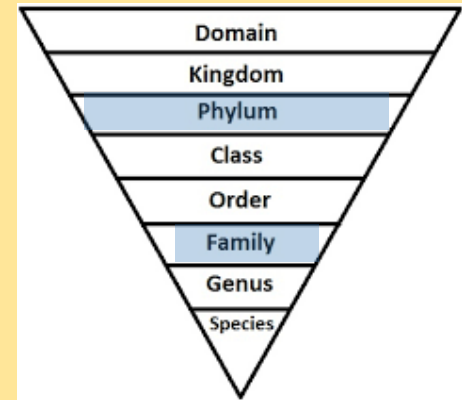 Domain
Kingdom
Phylum
Class
Order
Family
Genus
Species